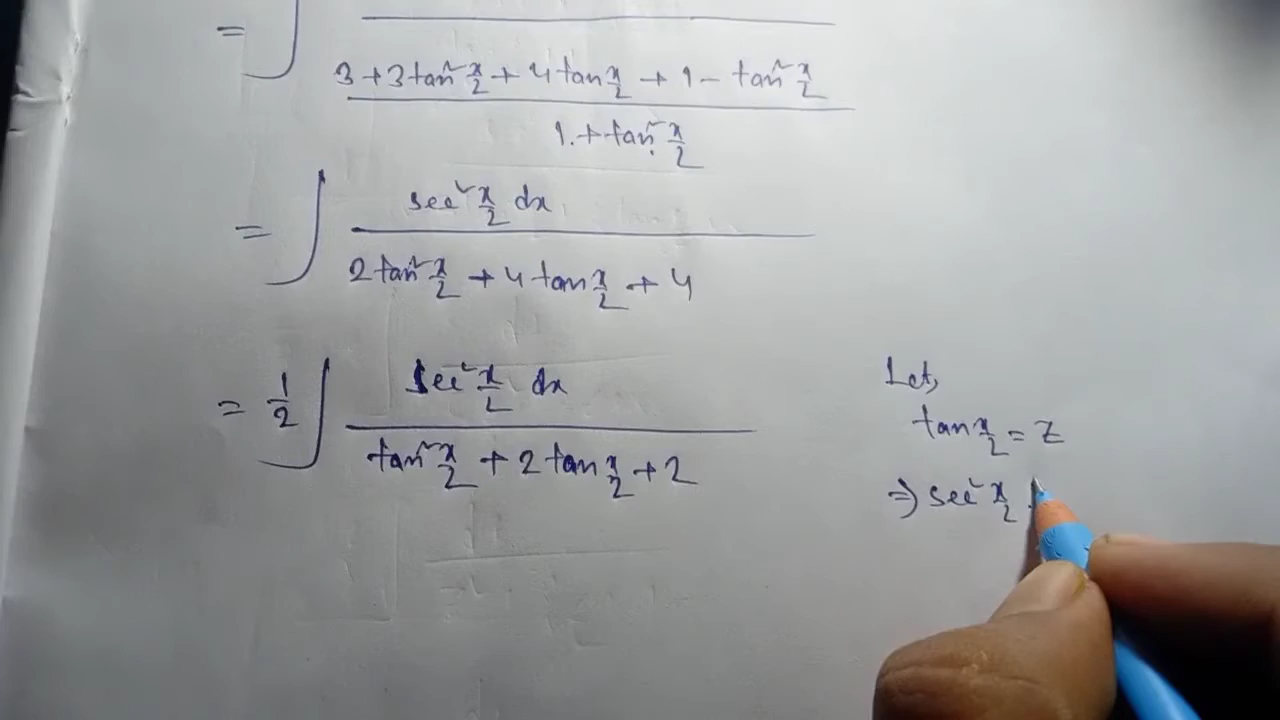 = ∫
3 + 3 tan² x/2 + 4 tan x/2 + 1 − tan² x/2
1 + tan² x/2
= ∫ sec² x/2 dx
2 tan² x/2 + 4 tan x/2 + 4
= 1/2 ∫ sec² x/2 dx
tan² x/2 + 2 tan x/2 + 2
Let,
tan x/2 = z
⇒ sec² x/2 .